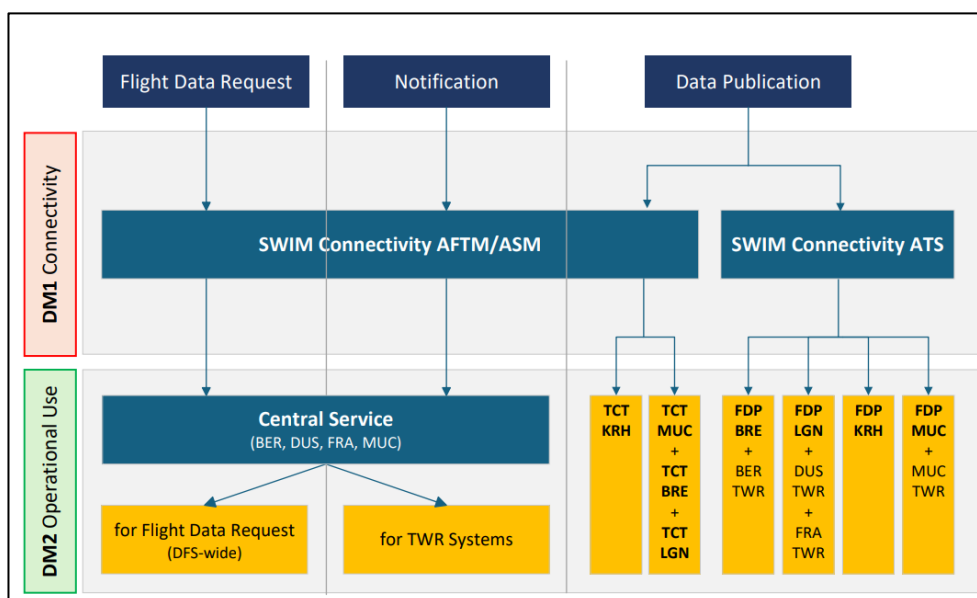 Flight Data Request
Notification
Data Publication
DM1 Connectivity
SWIM Connectivity AFTM/ASM
SWIM Connectivity ATS
DM2 Operational Use
Central Service
(BER, DUS, FRA, MUC)
for Flight Data Request
(DFS-wide)
for TWR Systems
TCT
KRH
TCT
MUC
+
TCT
BRE
+
TCT
LGN
FDP
BRE
+
BER
TWR
FDP
LGN
+
DUS
TWR
+
FRA
TWR
FDP
KRH
FDP
MUC
+
MUC
TWR